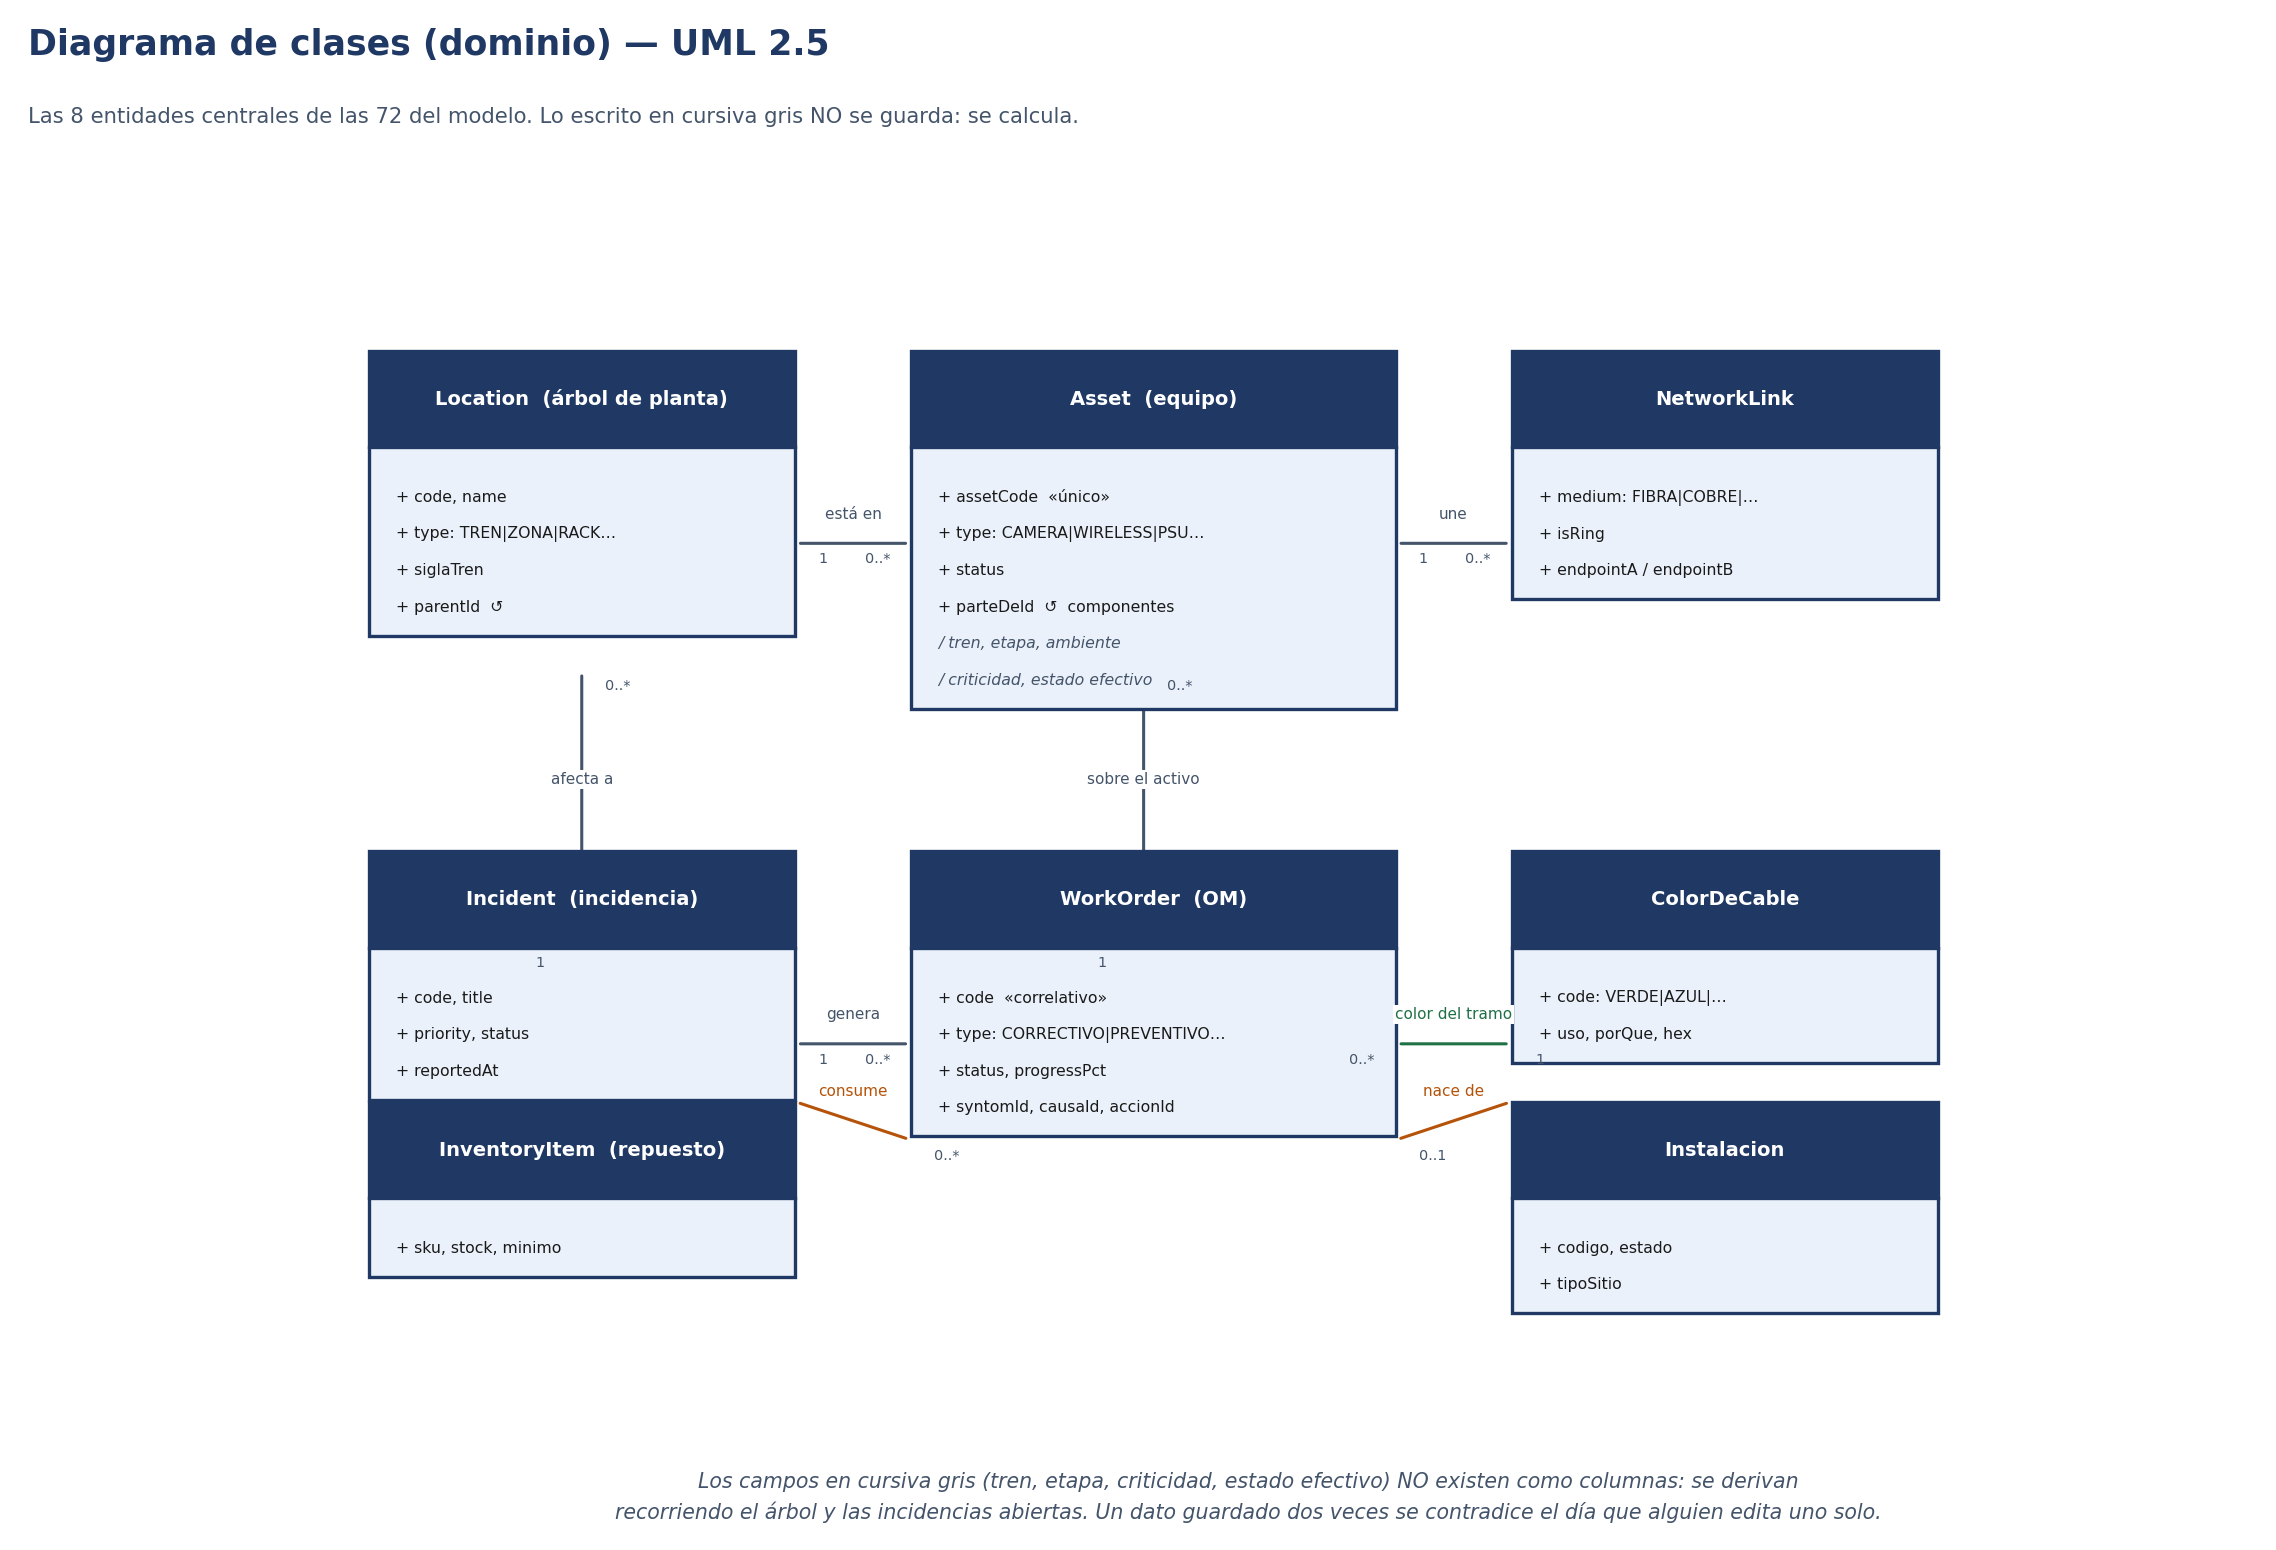 Diagrama de clases (dominio) — UML 2.5
Las 8 entidades centrales de las 72 del modelo. Lo escrito en cursiva gris NO se guarda: se calcula.
Location (árbol de planta)
+ code, name
+ type: TREN|ZONA|RACK…
+ siglaTren
+ parentId ↺
está en
1
0..*
Asset (equipo)
+ assetCode «único»
+ type: CAMERA|WIRELESS|PSU…
+ status
+ parteDeId ↺ componentes
/ tren, etapa, ambiente
/ criticidad, estado efectivo
0..*
une
1
0..*
NetworkLink
+ medium: FIBRA|COBRE|…
+ isRing
+ endpointA / endpointB
0..*
afecta a
sobre el activo
Incident (incidencia)
1
+ code, title
+ priority, status
+ reportedAt
genera
1
0..*
consume
0..*
WorkOrder (OM)
1
+ code «correlativo»
+ type: CORRECTIVO|PREVENTIVO…
+ status, progressPct
+ syntomId, causaId, accionId
color del tramo
0..*
1
nace de
0..1
ColorDeCable
+ code: VERDE|AZUL|…
+ uso, porQue, hex
InventoryItem (repuesto)
+ sku, stock, minimo
Instalacion
+ codigo, estado
+ tipoSitio
Los campos en cursiva gris (tren, etapa, criticidad, estado efectivo) NO existen como columnas: se derivan
recorriendo el árbol y las incidencias abiertas. Un dato guardado dos veces se contradice el día que alguien edita uno solo.